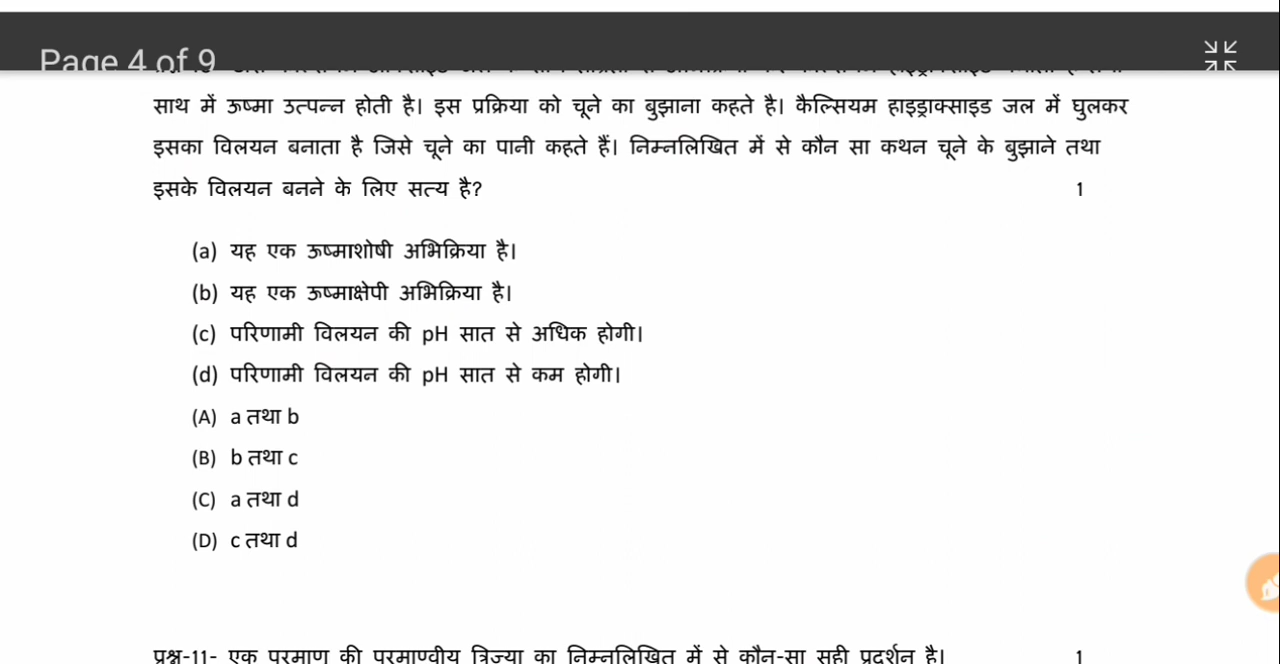 Page 4 of 9
साथ में ऊष्मा उत्पन्न होती है। इस प्रक्रिया को चूने का बुझाना कहते है। कैल्सियम हाइड्राक्साइड जल में घुलकर
इसका विलयन बनाता है जिसे चूने का पानी कहते हैं। निम्नलिखित में से कौन सा कथन चूने के बुझाने तथा
इसके विलयन बनने के लिए सत्य है? 1
(a) यह एक ऊष्माशोषी अभिक्रिया है।
(b) यह एक ऊष्माक्षेपी अभिक्रिया है।
(c) परिणामी विलयन की pH सात से अधिक होगी।
(d) परिणामी विलयन की pH सात से कम होगी।
(A) a तथा b
(B) b तथा c
(C) a तथा d
(D) c तथा d
प्रश्न-11- एक परमाणु की परमाण्वीय त्रिज्या का निम्नलिखित में से कौन-सा सही प्रदर्शन है। 1